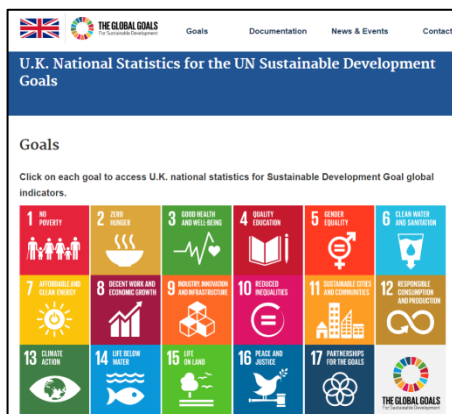 THE GLOBAL GOALS
For Sustainable Development
Goals Documentation News & Events Contact
U.K. National Statistics for the UN Sustainable Development
Goals
Goals
Click on each goal to access U.K. national statistics for Sustainable Development Goal global
indicators.
1 NO POVERTY
2 ZERO HUNGER
3 GOOD HEALTH AND WELL-BEING
4 QUALITY EDUCATION
5 GENDER EQUALITY
6 CLEAN WATER AND SANITATION
7 AFFORDABLE AND CLEAN ENERGY
8 DECENT WORK AND ECONOMIC GROWTH
9 INDUSTRY, INNOVATION AND INFRASTRUCTURE
10 REDUCED INEQUALITIES
11 SUSTAINABLE CITIES AND COMMUNITIES
12 RESPONSIBLE CONSUMPTION AND PRODUCTION
13 CLIMATE ACTION
14 LIFE BELOW WATER
15 LIFE ON LAND
16 PEACE AND JUSTICE
17 PARTNERSHIPS FOR THE GOALS
THE GLOBAL GOALS
For Sustainable Development